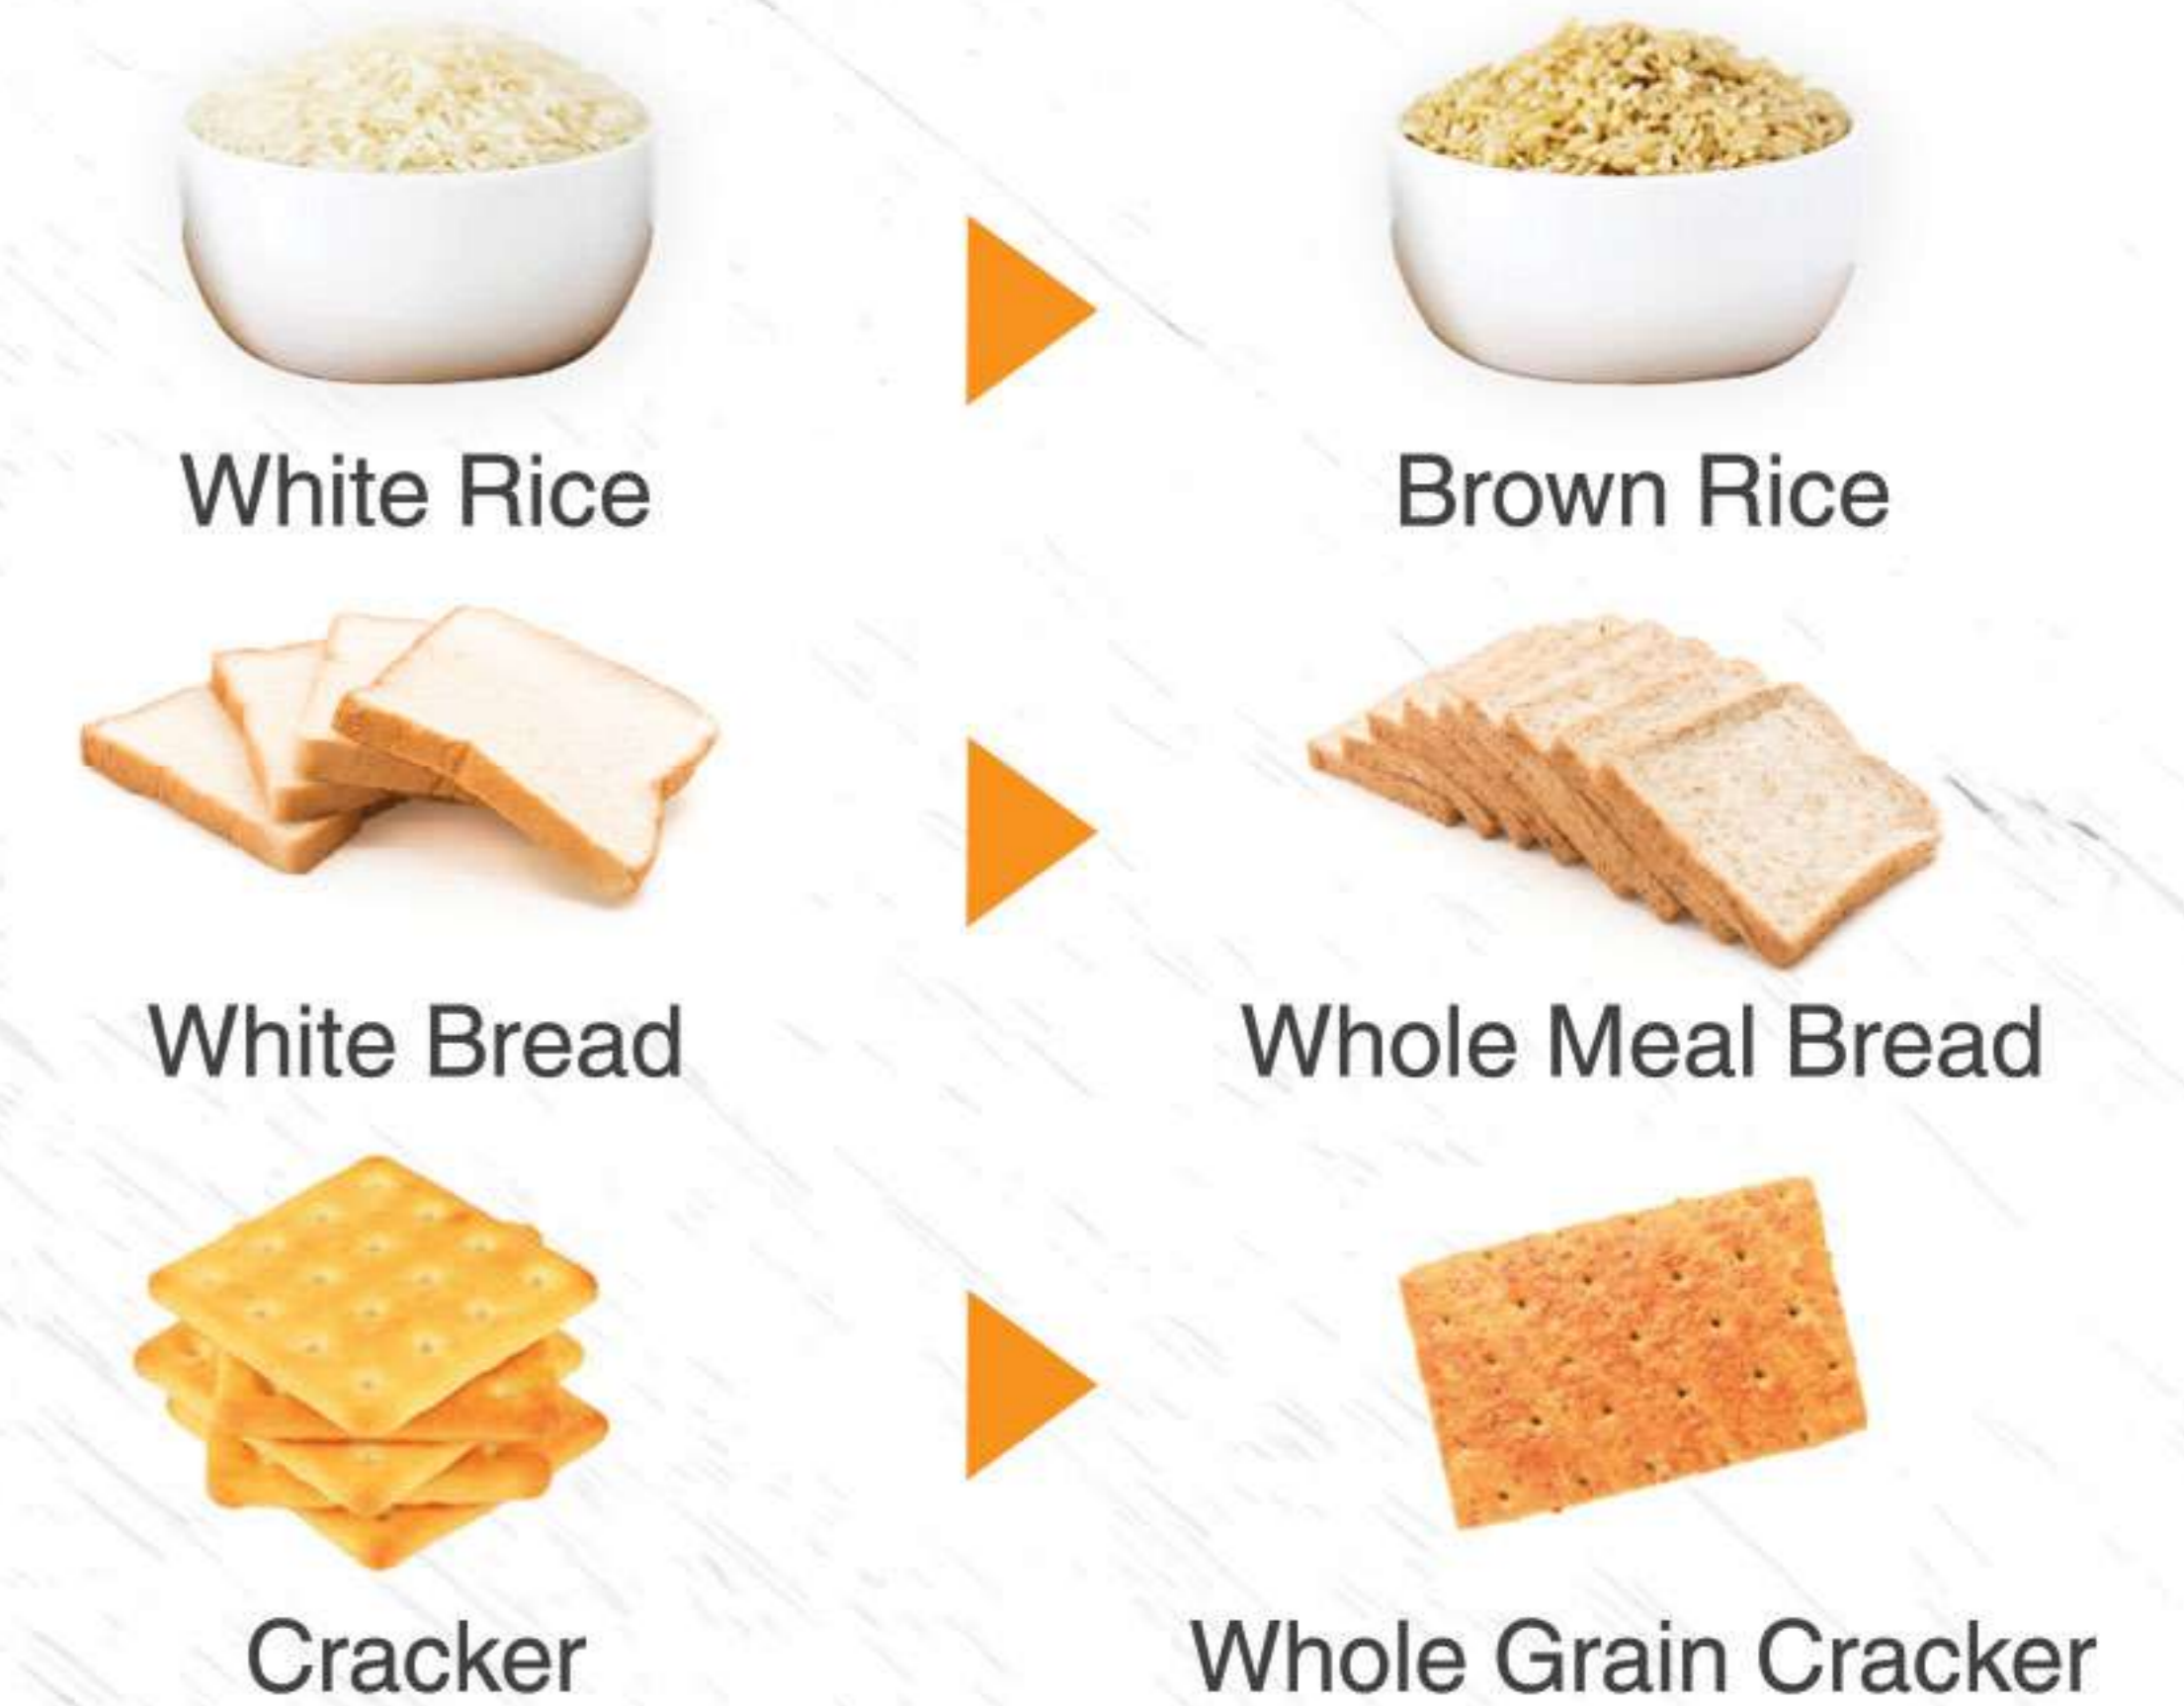 White Rice
Brown Rice
White Bread
Whole Meal Bread
Cracker
Whole Grain Cracker